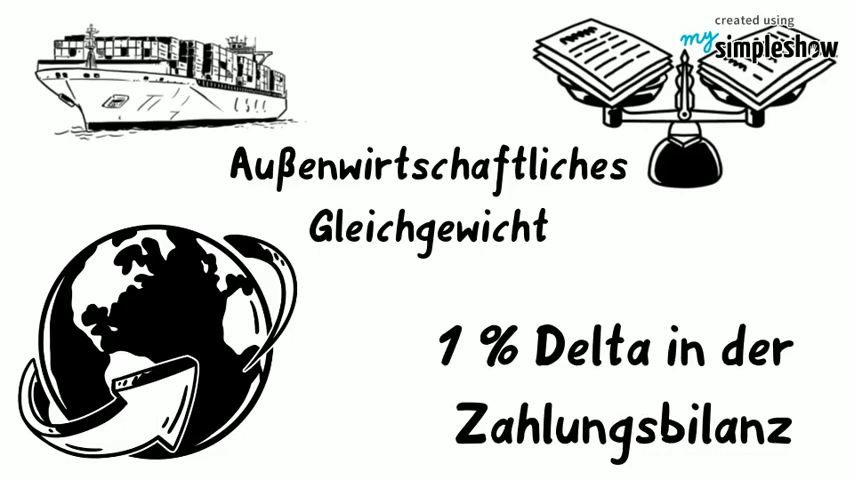 created using
my simpleshow
Außenwirtschaftliches
Gleichgewicht
1 % Delta in der
Zahlungsbilanz